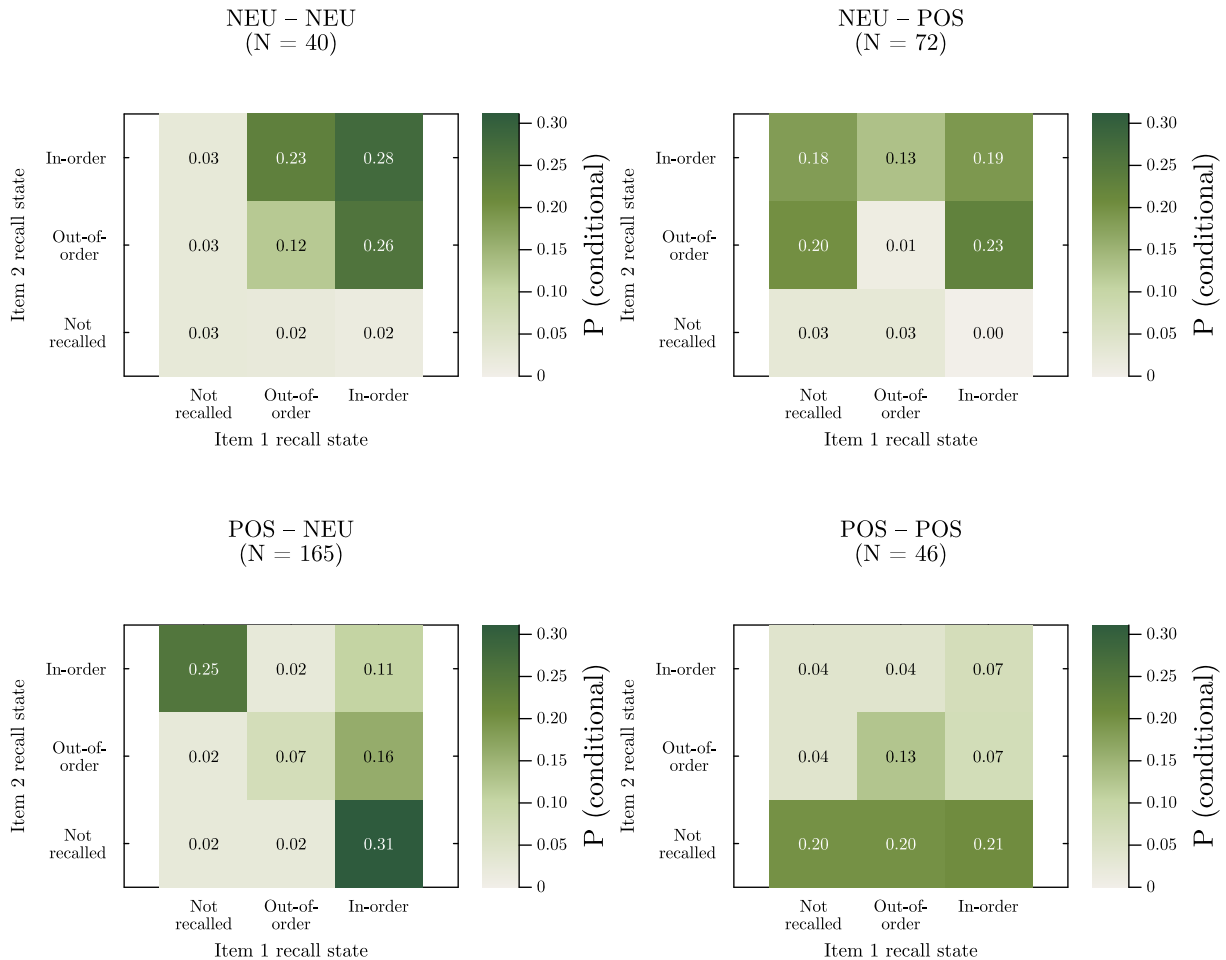 NEU – NEU
(N = 40)
Item 2 recall state
In-order
Out-of-
order
Not
recalled
0.03 0.23 0.28
0.03 0.12 0.26
0.03 0.02 0.02
Not
recalled
Out-of-
order
In-order
Item 1 recall state
0.30
0.25
0.20
0.15
0.10
0.05
0
P (conditional)
NEU – POS
(N = 72)
Item 2 recall state
In-order
Out-of-
order
Not
recalled
0.18 0.13 0.19
0.20 0.01 0.23
0.03 0.03 0.00
Not
recalled
Out-of-
order
In-order
Item 1 recall state
0.30
0.25
0.20
0.15
0.10
0.05
0
P (conditional)
POS – NEU
(N = 165)
Item 2 recall state
In-order
Out-of-
order
Not
recalled
0.25 0.02 0.11
0.02 0.07 0.16
0.02 0.02 0.31
Not
recalled
Out-of-
order
In-order
Item 1 recall state
0.30
0.25
0.20
0.15
0.10
0.05
0
P (conditional)
POS – POS
(N = 46)
Item 2 recall state
In-order
Out-of-
order
Not
recalled
0.04 0.04 0.07
0.04 0.13 0.07
0.20 0.20 0.21
Not
recalled
Out-of-
order
In-order
Item 1 recall state
0.30
0.25
0.20
0.15
0.10
0.05
0
P (conditional)